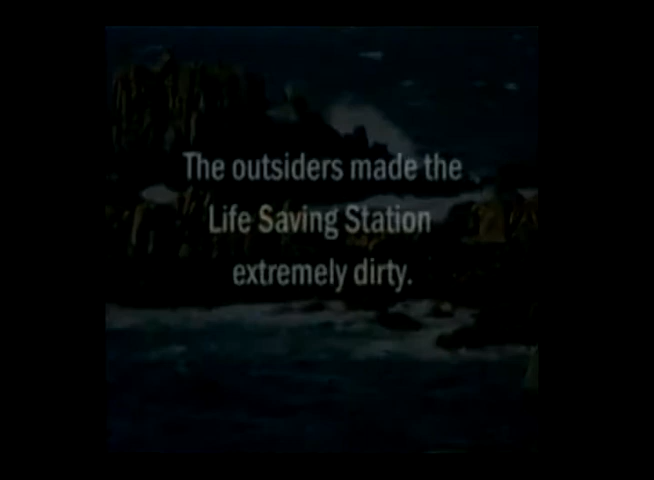 The outsiders made the
Life Saving Station
extremely dirty.